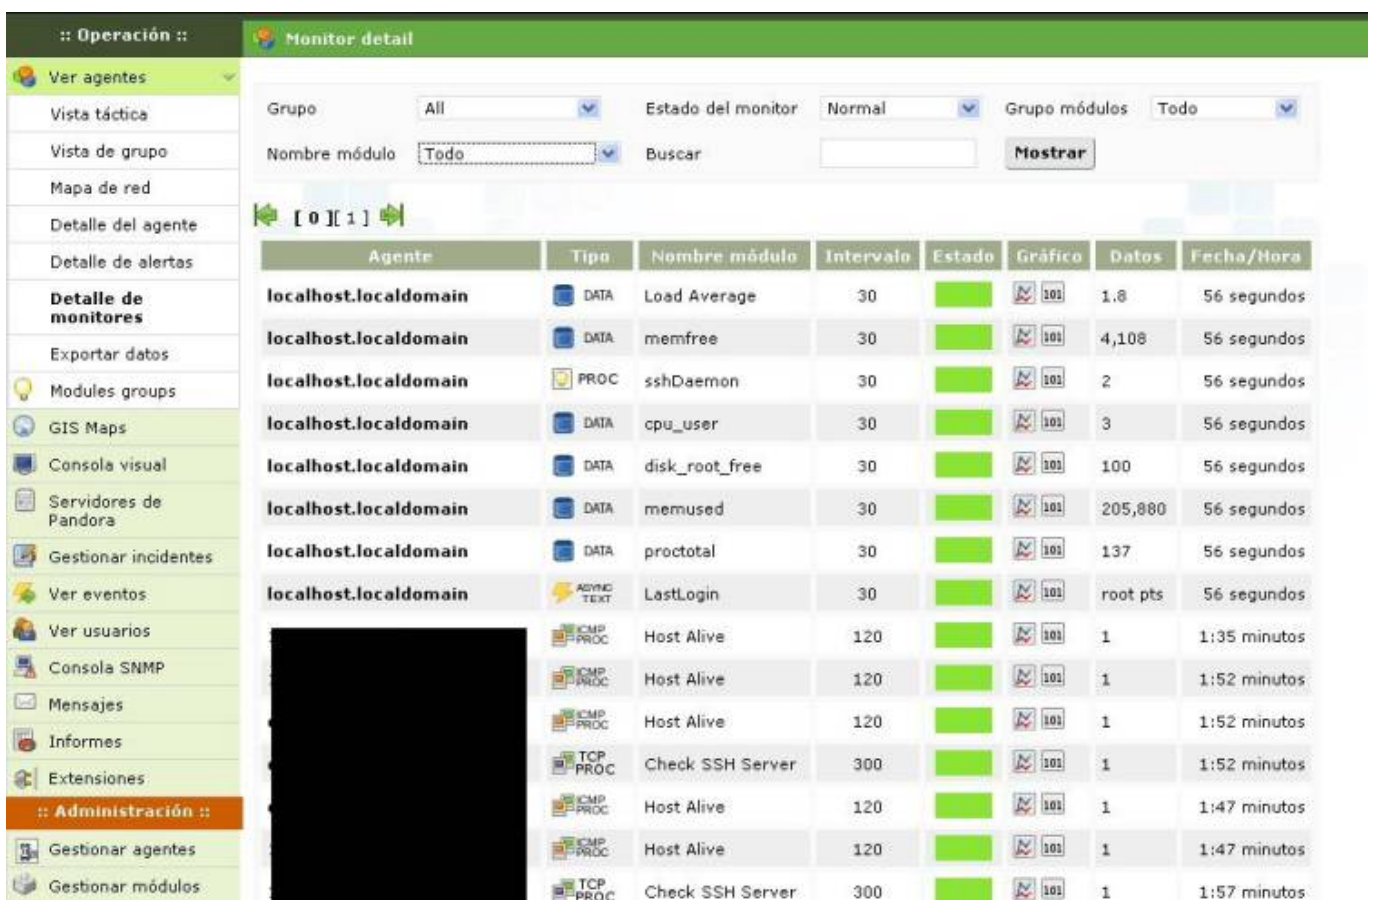 :: Operación ::
Monitor detail
Ver agentes
Vista táctica
Vista de grupo
Mapa de red
Detalle del agente
Detalle de alertas
Detalle de
monitores
Exportar datos
Modules groups
GIS Maps
Consola visual
Servidores de
Pandora
Gestionar incidentes
Ver eventos
Ver usuarios
Consola SNMP
Mensajes
Informes
Extensiones
:: Administración ::
Gestionar agentes
Gestionar módulos
Grupo All Estado del monitor Normal Grupo módulos Todo
Nombre módulo Todo Buscar Mostrar
[ 0 ][ 1 ]
Agente Tipo Nombre módulo Intervalo Estado Gráfico Datos Fecha/Hora
localhost.localdomain DATA Load Average 30 101 1.8 56 segundos
localhost.localdomain DATA memfree 30 101 4,108 56 segundos
localhost.localdomain PROC sshDaemon 30 101 2 56 segundos
localhost.localdomain DATA cpu_user 30 101 3 56 segundos
localhost.localdomain DATA disk_root_free 30 101 100 56 segundos
localhost.localdomain DATA memused 30 101 205,880 56 segundos
localhost.localdomain DATA proctotal 30 101 137 56 segundos
localhost.localdomain ASYNC TEXT LastLogin 30 101 root pts 56 segundos
ICMP PROC Host Alive 120 101 1 1:35 minutos
ICMP PROC Host Alive 120 101 1 1:52 minutos
ICMP PROC Host Alive 120 101 1 1:52 minutos
TCP PROC Check SSH Server 300 101 1 1:52 minutos
ICMP PROC Host Alive 120 101 1 1:47 minutos
ICMP PROC Host Alive 120 101 1 1:47 minutos
TCP PROC Check SSH Server 300 101 1 1:57 minutos